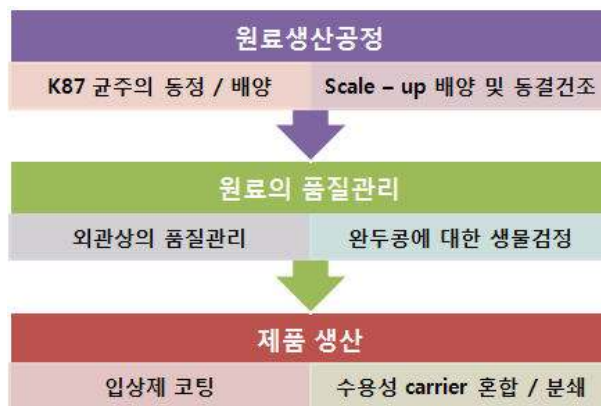 원료생산공정
K87 균주의 동정 / 배양
Scale – up 배양 및 동결건조
원료의 품질관리
외관상의 품질관리
완두콩에 대한 생물검정
제품 생산
입상제 코팅
수용성 carrier 혼합 / 분쇄